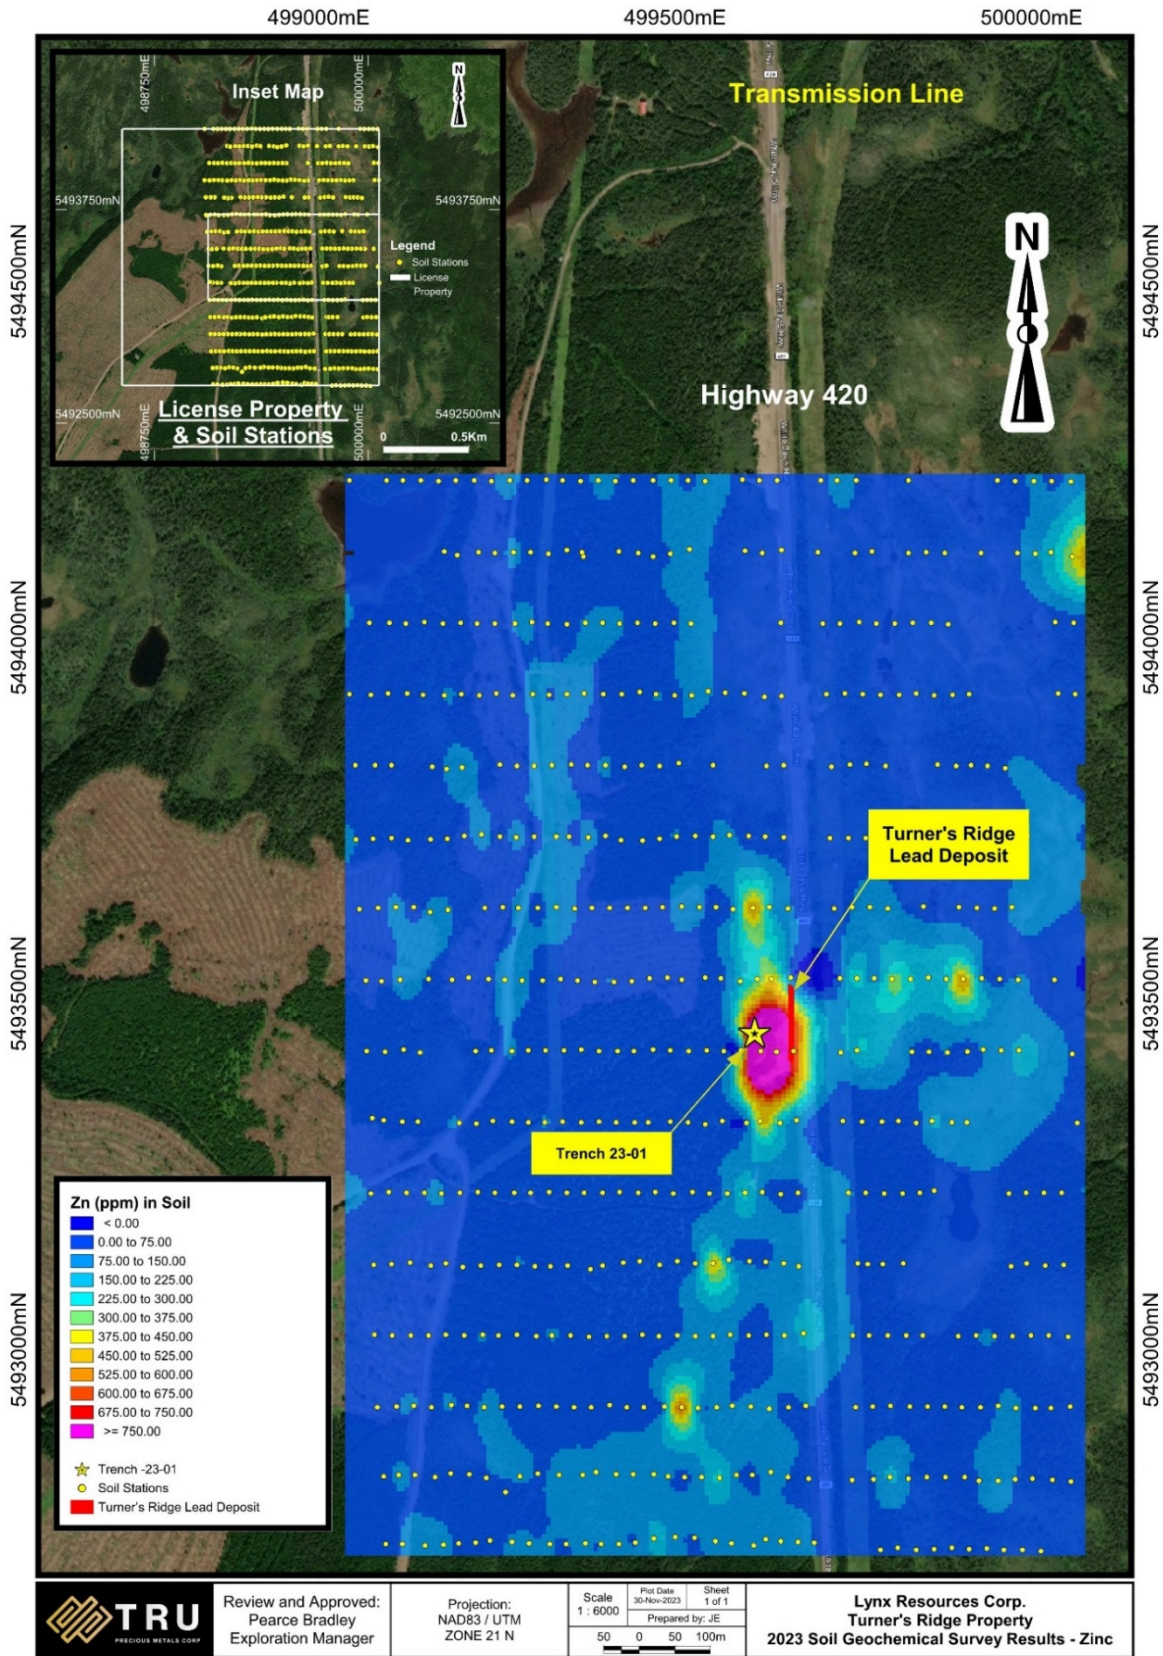 499000mE
499500mE
500000mE
5494500mN
5494000mN
5493500mN
5493000mN
5494500mN
5494000mN
5493500mN
5493000mN
Inset Map
N
498750mE
500000mE
5493750mN
5493750mN
5492500mN
5492500mN
498750mE
500000mE
Legend
Soil Stations
License
Property
License Property
& Soil Stations
0
0.5Km
Transmission Line
N
Highway 420
Turner's Ridge
Lead Deposit
Trench 23-01
Zn (ppm) in Soil
< 0.00
0.00 to 75.00
75.00 to 150.00
150.00 to 225.00
225.00 to 300.00
300.00 to 375.00
375.00 to 450.00
450.00 to 525.00
525.00 to 600.00
600.00 to 675.00
675.00 to 750.00
>= 750.00
Trench -23-01
Soil Stations
Turner's Ridge Lead Deposit
TRU
PRECIOUS METALS CORP
Review and Approved:
Pearce Bradley
Exploration Manager
Projection:
NAD83 / UTM
ZONE 21 N
Scale
1 : 6000
Plot Date
30-Nov-2023
Sheet
1 of 1
Prepared by: JE
50 0 50 100m
Lynx Resources Corp.
Turner's Ridge Property
2023 Soil Geochemical Survey Results - Zinc